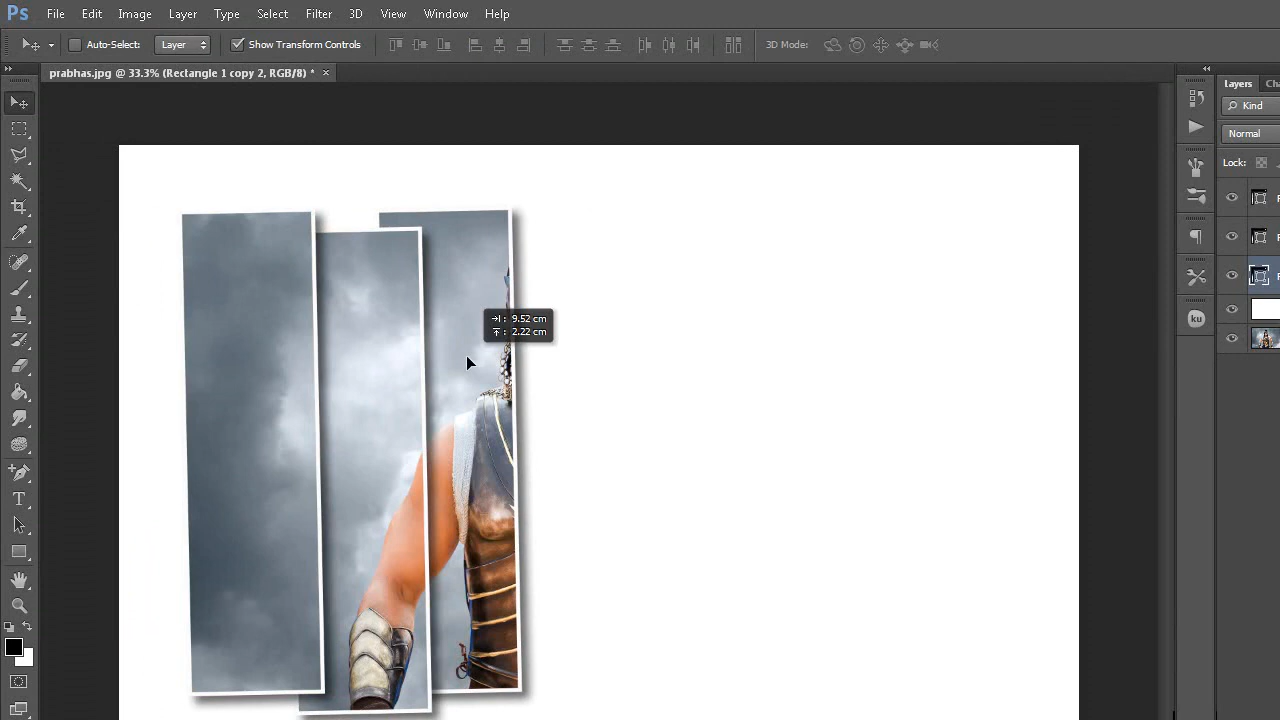 Ps File Edit Image Layer Type Select Filter 3D View Window Help
Auto-Select: Layer Show Transform Controls 3D Mode:
prabhas.jpg @ 33.3% (Rectangle 1 copy 2, RGB/8) * ×
Layers
Kind
Normal
Lock:
9.52 cm
2.22 cm
ku